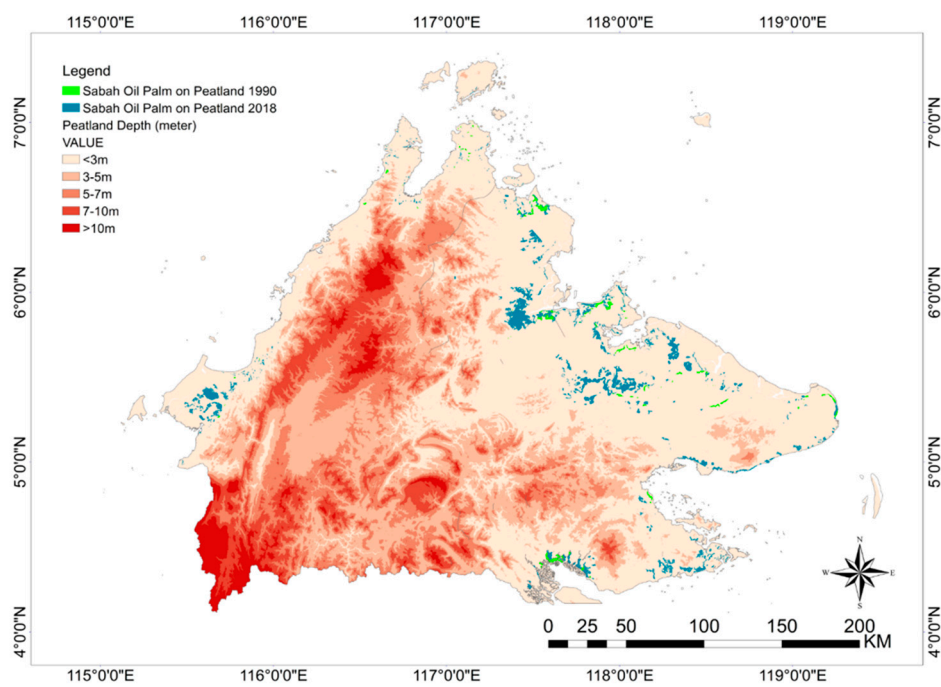 115°0'0"E 116°0'0"E 117°0'0"E 118°0'0"E 119°0'0"E
Legend
Sabah Oil Palm on Peatland 1990
Sabah Oil Palm on Peatland 2018
Peatland Depth (meter)
VALUE
<3m
3-5m
5-7m
7-10m
>10m
7°0'0"N 7°0'0"N
6°0'0"N 6°0'0"N
5°0'0"N 5°0'0"N
4°0'0"N 4°0'0"N
N
W E
S
0 25 50 100 150 200
KM
115°0'0"E 116°0'0"E 117°0'0"E 118°0'0"E 119°0'0"E